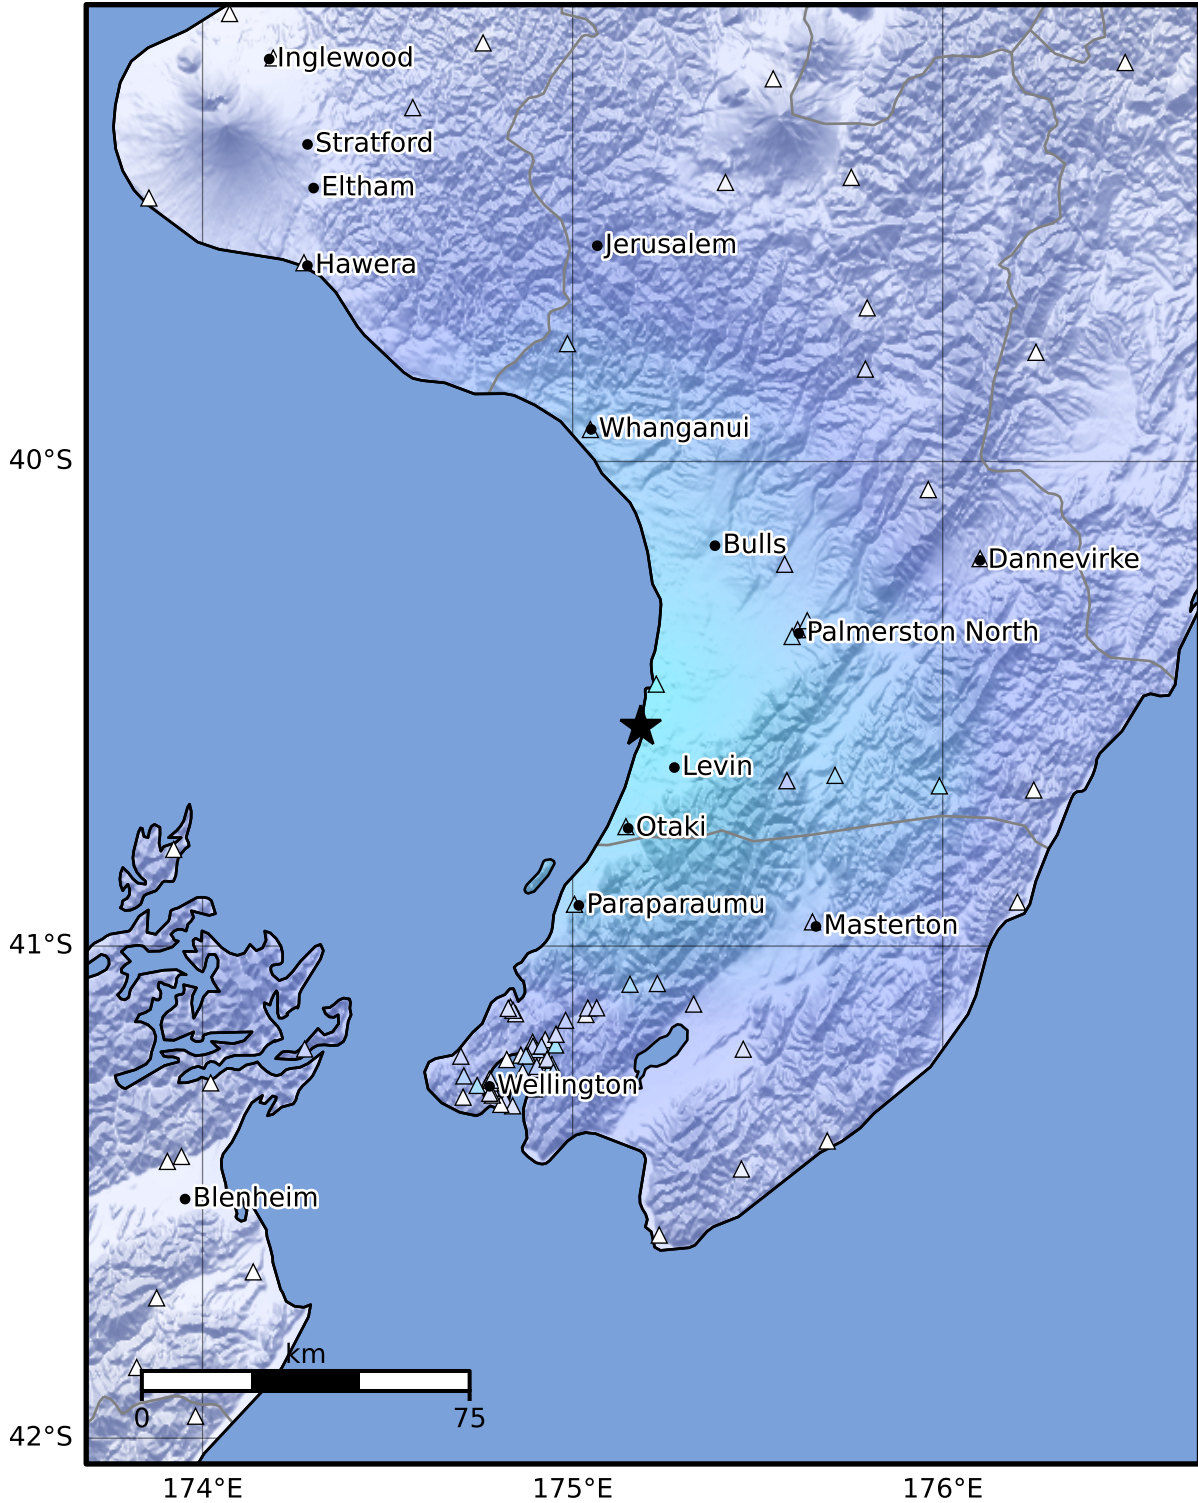 Inglewood
Stratford
Eltham
Jerusalem
Hawera
Whanganui
40°S
Bulls
Dannevirke
Palmerston North
Levin
Otaki
Paraparaumu
Masterton
41°S
Wellington
Blenheim
km
0
75
42°S
174°E
175°E
176°E